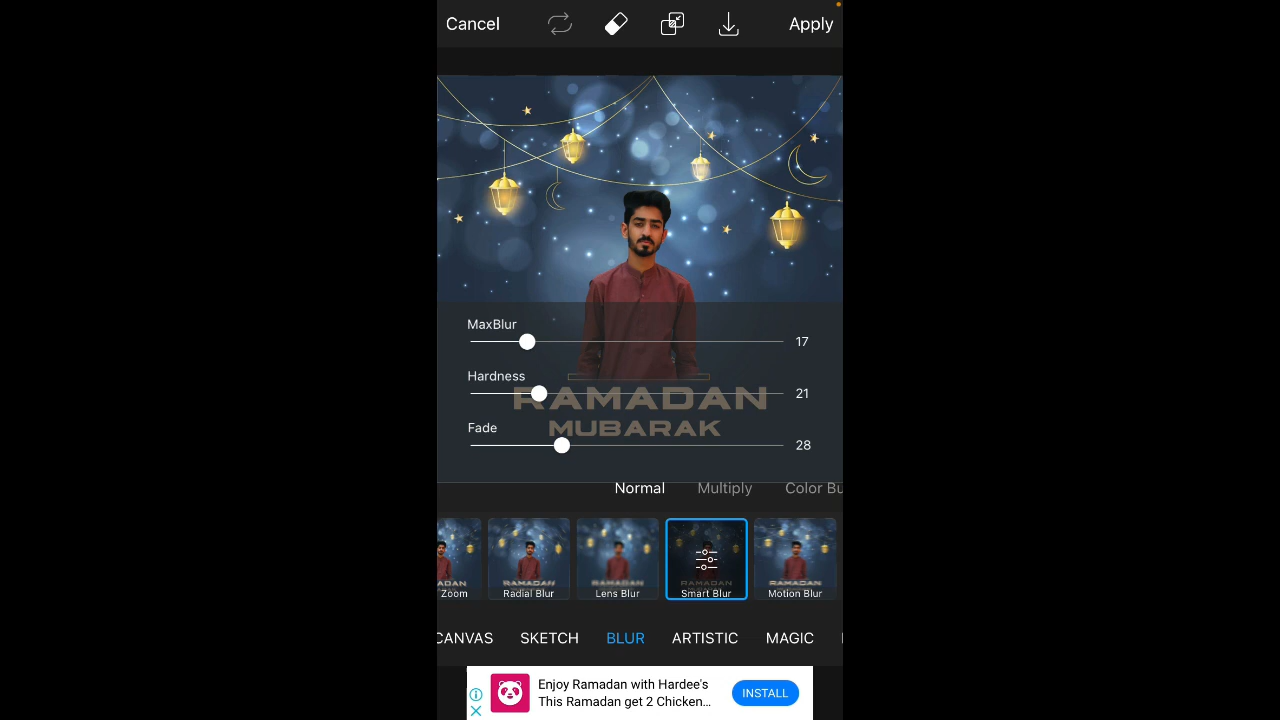 Cancel
Apply
MaxBlur
17
Hardness
21
RAMADAN
Fade
MUBARAK
28
Normal Multiply Color Bu
Zoom Radial Blur Lens Blur Smart Blur Motion Blur
CANVAS SKETCH BLUR ARTISTIC MAGIC
Enjoy Ramadan with Hardee's
This Ramadan get 2 Chicken...
INSTALL